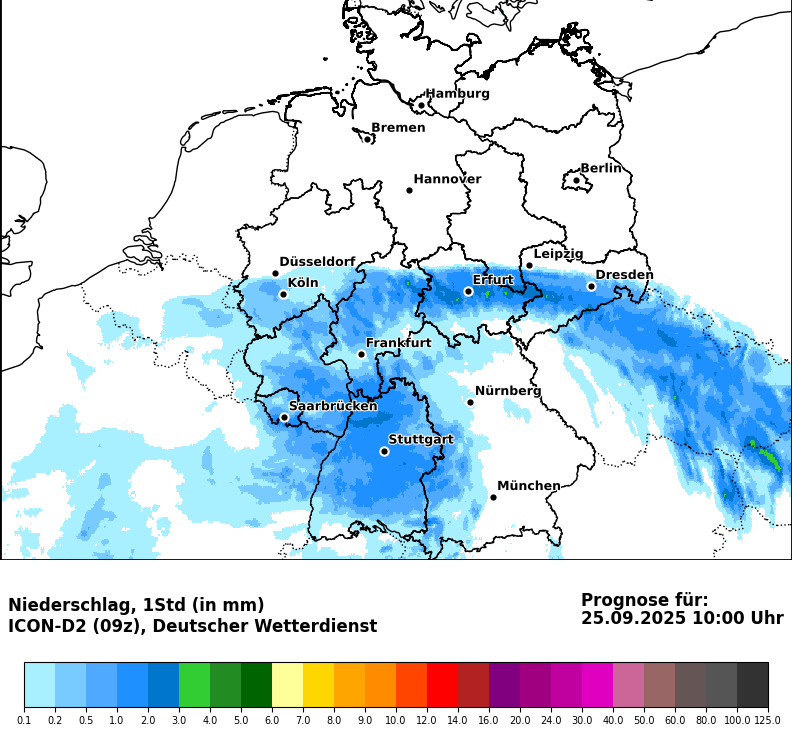 Hamburg
Bremen
Berlin
Hannover
Leipzig
Düsseldorf
Dresden
Köln
Erfurt
Frankfurt
Nürnberg
Saarbrücken
Stuttgart
München
Niederschlag, 1Std (in mm)
ICON-D2 (09z), Deutscher Wetterdienst
Prognose für:
25.09.2025 10:00 Uhr
0.1 0.2 0.5 1.0 2.0 3.0 4.0 5.0 6.0 7.0 8.0 9.0 10.0 12.0 14.0 16.0 20.0 24.0 30.0 40.0 50.0 60.0 80.0 100.0 125.0